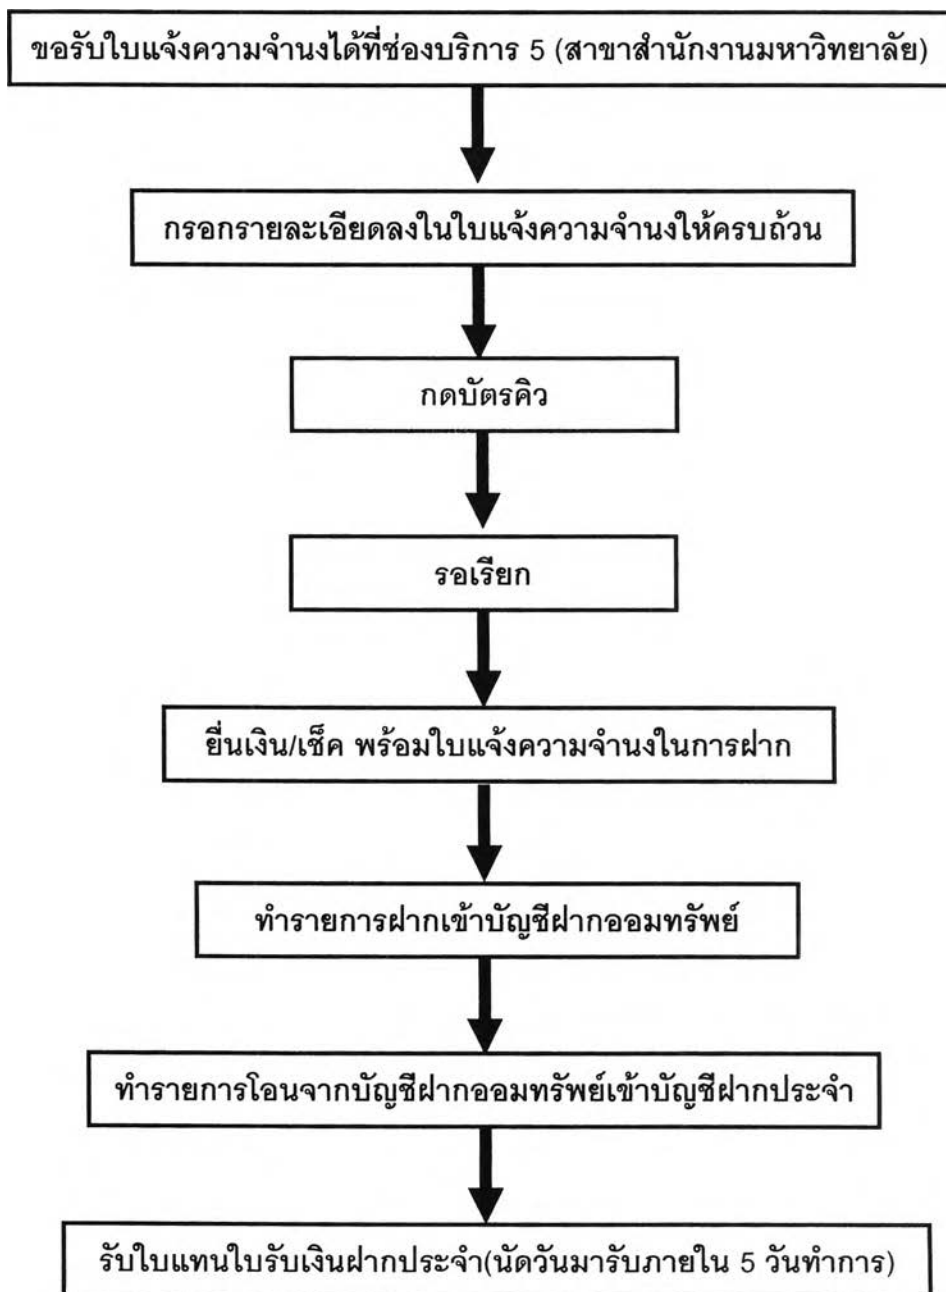 ขอรับใบแจ้งความจำนงได้ที่ช่องบริการ 5 (สาขาสำนักงานมหาวิทยาลัย)
กรอกรายละเอียดลงในใบแจ้งความจำนงให้ครบถ้วน
กดบัตรคิว
รอเรียก
ยื่นเงิน/เช็ค พร้อมใบแจ้งความจำนงในการฝาก
ทำรายการฝากเข้าบัญชีฝากออมทรัพย์
ทำรายการโอนจากบัญชีฝากออมทรัพย์เข้าบัญชีฝากประจำ
รับใบแทนใบรับเงินฝากประจำ(นัดวันมารับภายใน 5 วันทำการ)